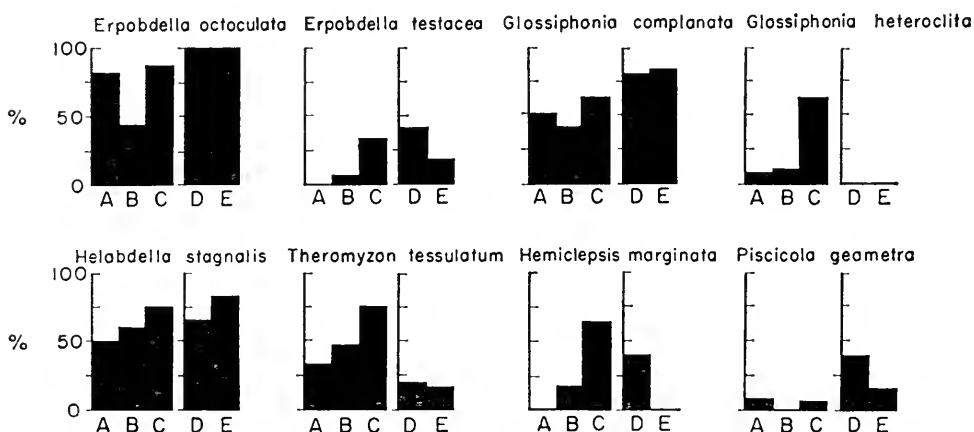 Erpobdella octoculata Erpobdella testacea Glossiphonia complanata Glossiphonia heteroclita
100
%
50
0
A B C D E A B C D E A B C D E A B C D E
Helobdella stagnalis Theromyzon tessulatum Hemiclepsis marginata Piscicola geometra
100
%
50
0
A B C D E A B C D E A B C D E A B C D E